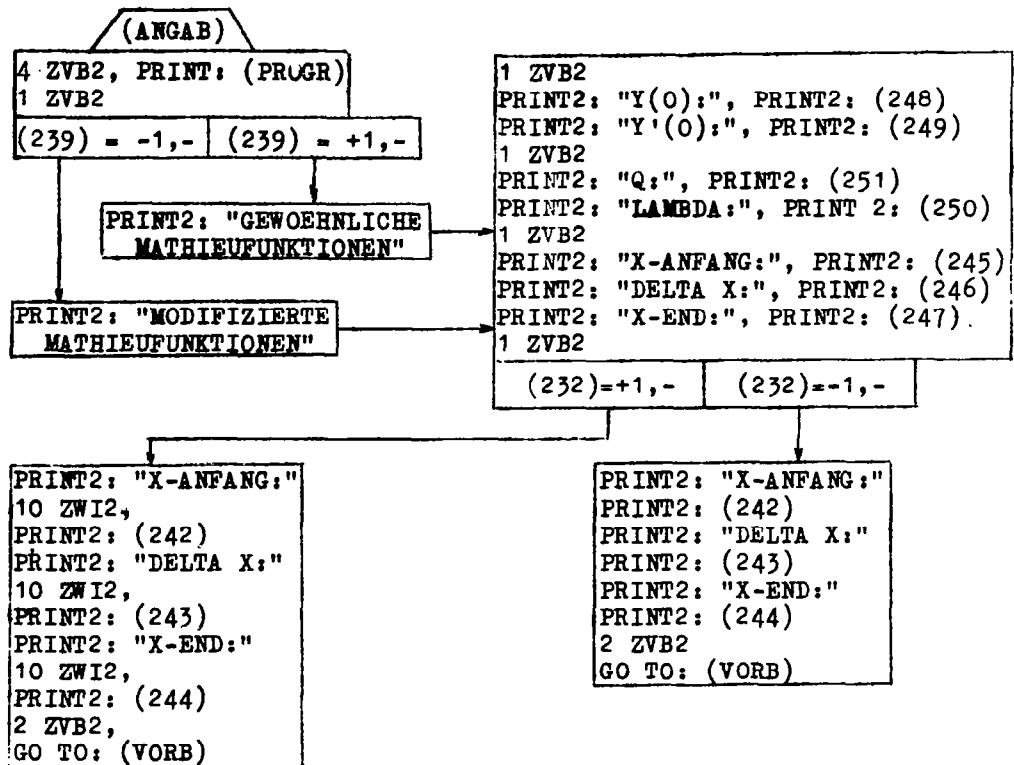 (ANGAB)
4 ZVB2, PRINT: (PROGR)
1 ZVB2
(239) = -1,- (239) = +1,-
PRINT2: "GEWOEHNLICHE
MATHIEUFUNKTIONEN"
PRINT2: "MODIFIZIERTE
MATHIEUFUNKTIONEN"
1 ZVB2
PRINT2: "Y(0):", PRINT2: (248)
PRINT2: "Y'(0):", PRINT2: (249)
1 ZVB2
PRINT2: "Q:", PRINT2: (251)
PRINT2: "LAMBDA:", PRINT 2: (250)
1 ZVB2
PRINT2: "X-ANFANG:", PRINT2: (245)
PRINT2: "DELTA X:", PRINT2: (246)
PRINT2: "X-END:", PRINT2: (247).
1 ZVB2
(232)=+1,- (232)=-1,-
PRINT2: "X-ANFANG:"
10 ZWI2,
PRINT2: (242)
PRINT2: "DELTA X:"
10 ZWI2,
PRINT2: (243)
PRINT2: "X-END:"
10 ZWI2,
PRINT2: (244)
2 ZVB2,
GO TO: (VORB)
PRINT2: "X-ANFANG:"
PRINT2: (242)
PRINT2: "DELTA X:"
PRINT2: (243)
PRINT2: "X-END:"
PRINT2: (244)
2 ZVB2
GO TO: (VORB)